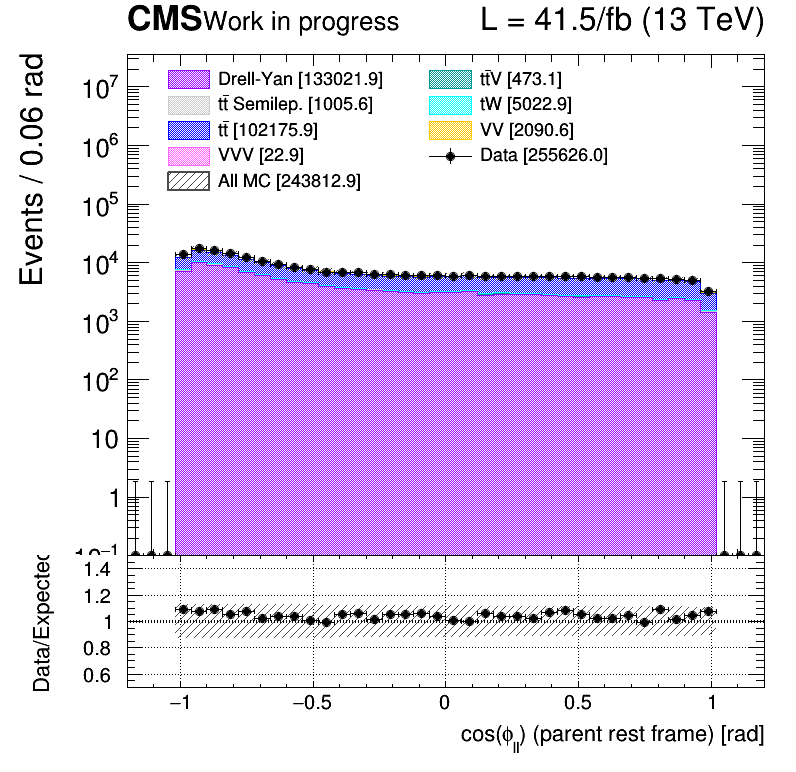 CMS Work in progress L = 41.5/fb (13 TeV)
Events / 0.06 rad
10⁷
10⁶
10⁵
10⁴
10³
10²
10
1
10⁻¹
Drell-Yan [133021.9]
tt̄ Semilep. [1005.6]
tt̄ [102175.9]
VVV [22.9]
All MC [243812.9]
tt̄V [473.1]
tW [5022.9]
VV [2090.6]
Data [255626.0]
Data/Expected
1.4
1.2
1
0.8
0.6
−1 −0.5 0 0.5 1
cos(ϕ_ll) (parent rest frame) [rad]